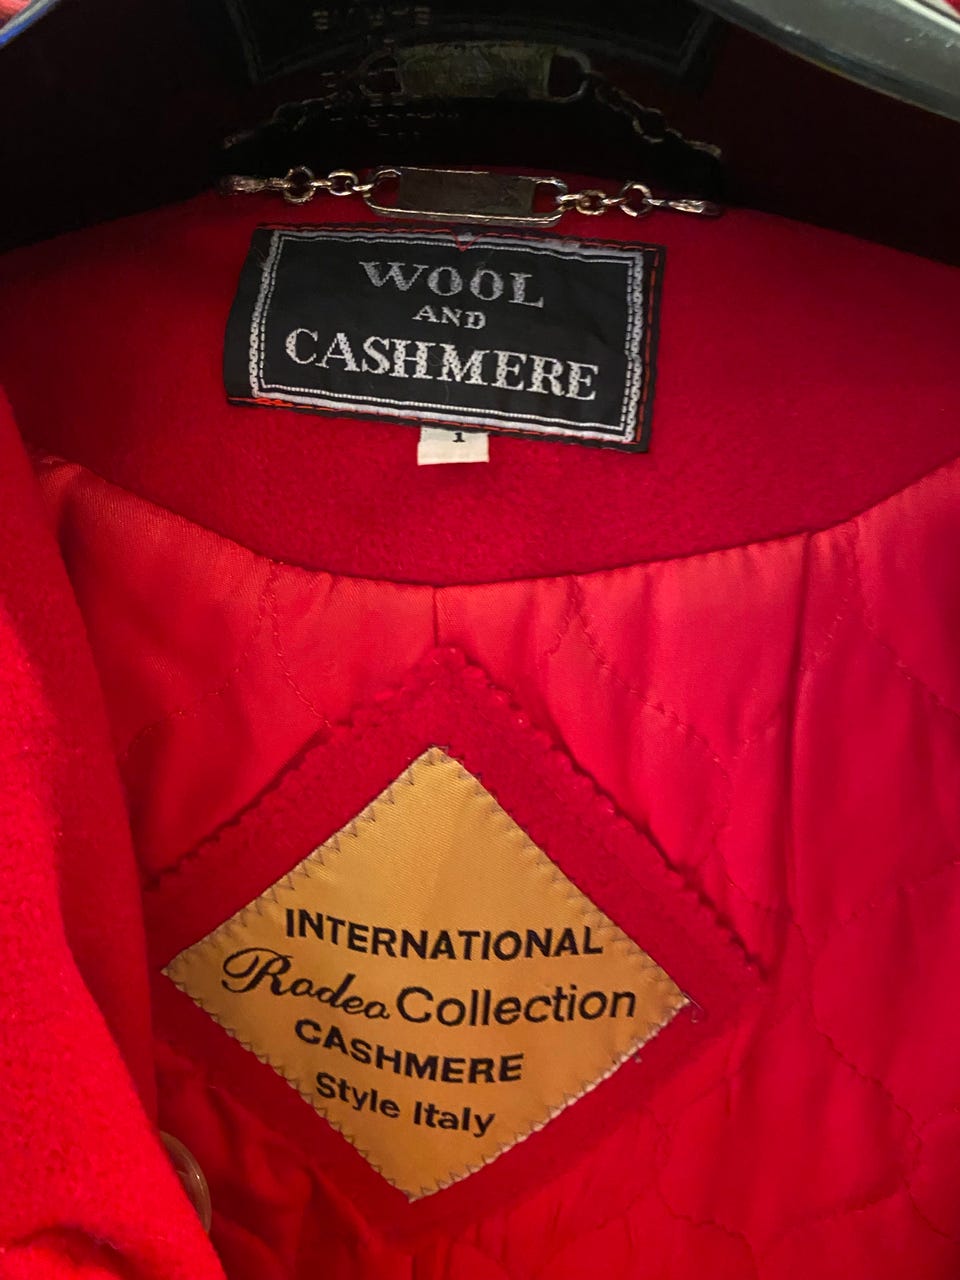 WOOL
AND
CASHMERE
1
INTERNATIONAL
Rodeo Collection
CASHMERE
Style Italy